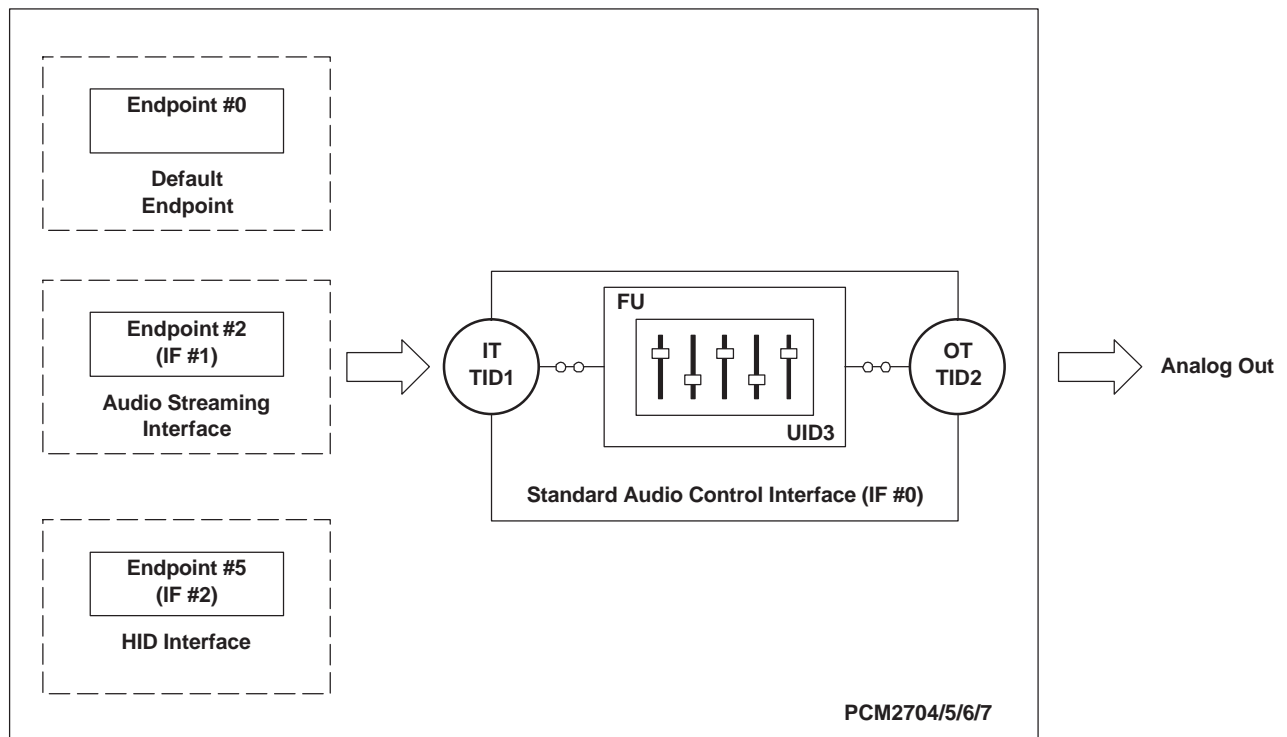 Endpoint #0
Default
Endpoint
Endpoint #2
(IF #1)
Audio Streaming
Interface
Endpoint #5
(IF #2)
HID Interface
IT
TID1
FU
UID3
OT
TID2
Standard Audio Control Interface (IF #0)
Analog Out
PCM2704/5/6/7